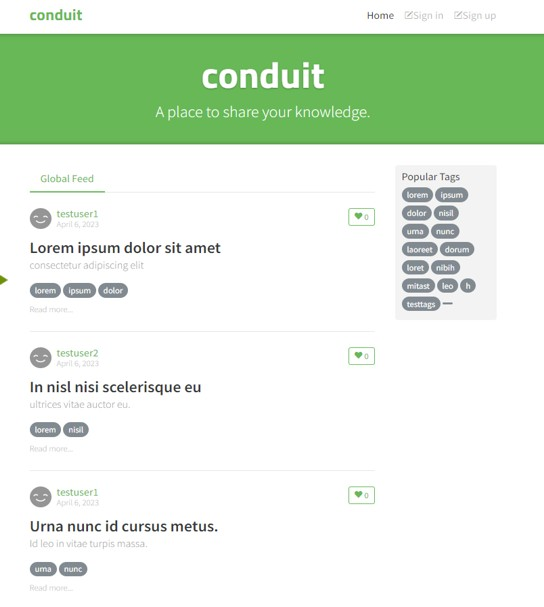 conduit
Home Sign in Sign up
conduit
A place to share your knowledge.
Global Feed
testuser1
April 6, 2023
0
Lorem ipsum dolor sit amet
consectetur adipiscing elit
lorem ipsum dolor
Read more...
testuser2
April 6, 2023
0
In nisl nisi scelerisque eu
ultrices vitae auctor eu.
lorem nisil
Read more...
testuser1
April 6, 2023
0
Urna nunc id cursus metus.
Id leo in vitae turpis massa.
urna nunc
Read more...
Popular Tags
lorem ipsum
dolor nisil
urna nunc
laoreet dorum
loret nibih
mitast leo h
testtags